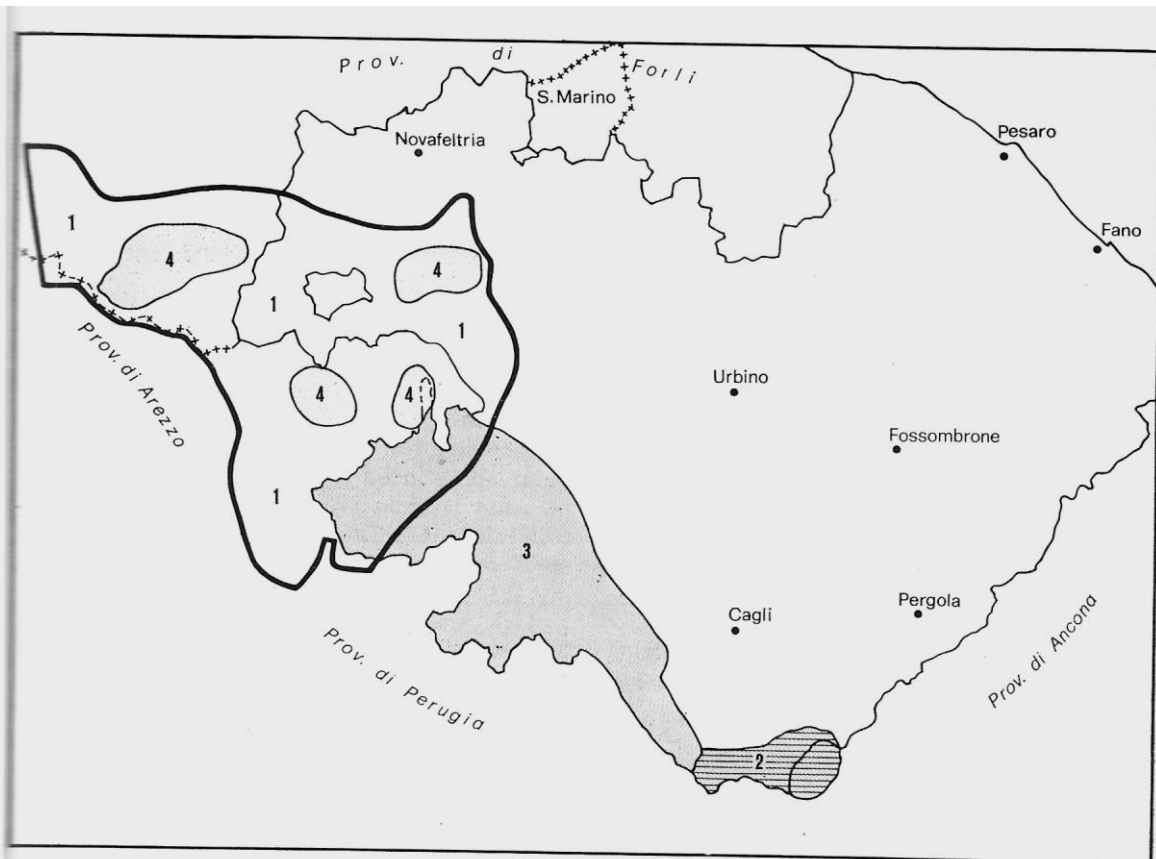 Prov. di Forlì
S. Marino
Novafeltria
Pesaro
1
4
Fano
4
1
1
Prov. di Arezzo
4
4
Urbino
Fossombrone
1
3
Cagli
Pergola
Prov. di Perugia
Prov. di Ancona
2